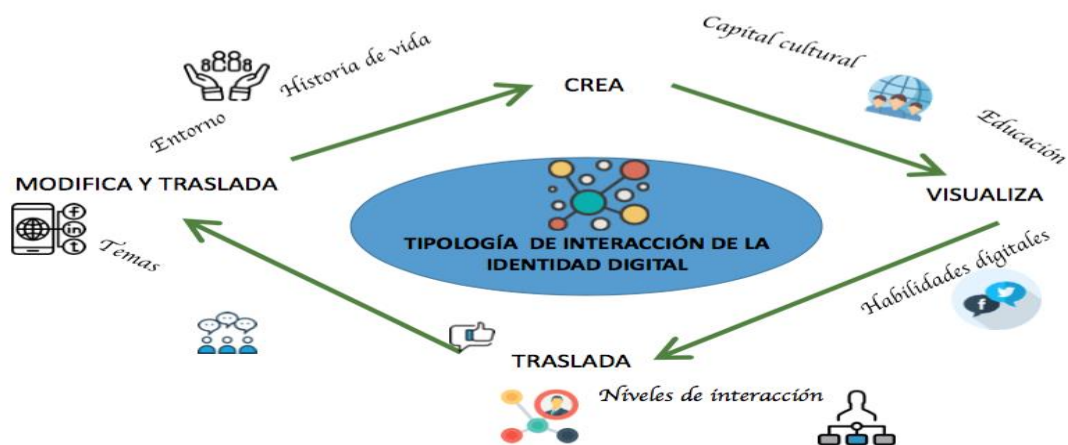 Capital cultural
Historia de vida
CREA
Educación
Entorno
MODIFICA Y TRASLADA
VISUALIZA
TIPOLOGÍA DE INTERACCIÓN DE LA
IDENTIDAD DIGITAL
Temas
Habilidades digitales
TRASLADA
Níveles de interacción